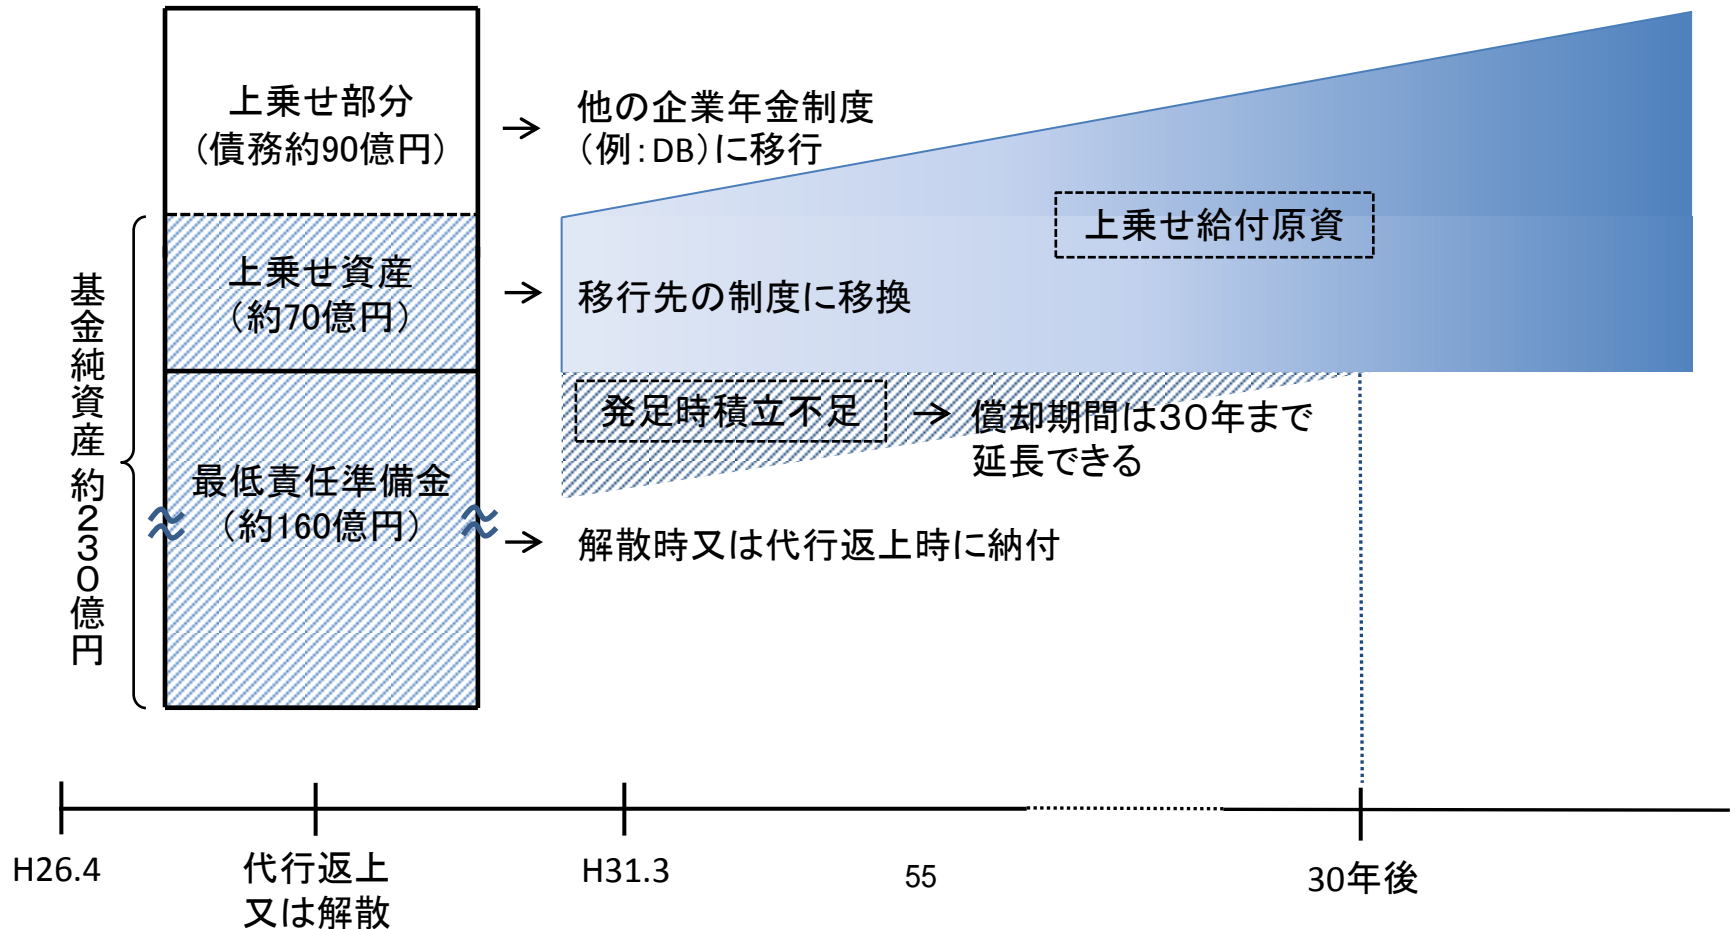 上乗せ部分
（債務約90億円）
他の企業年金制度
（例：DB）に移行
上乗せ給付原資
上乗せ資産
（約70億円）
移行先の制度に移換
基金純資産 約２３０億円
発足時積立不足
償却期間は３０年まで
延長できる
最低責任準備金
（約160億円）
解散時又は代行返上時に納付
H26.4
代行返上
又は解散
H31.3
55
30年後